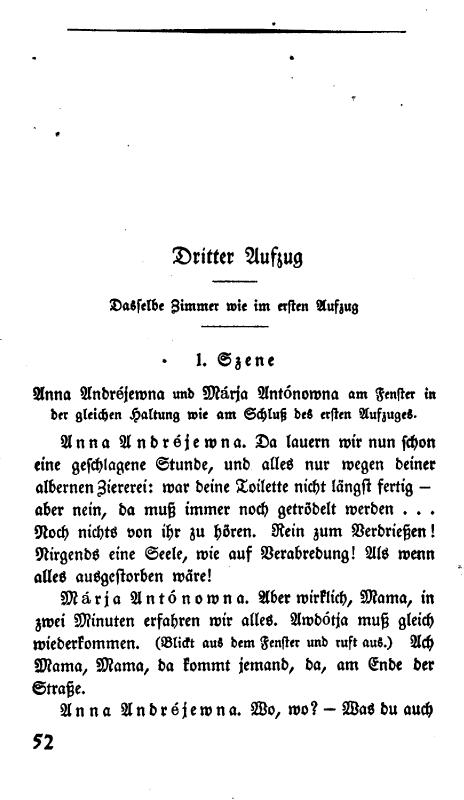 Dritter Aufzug
Dasselbe Zimmer wie im ersten Aufzug
1. Szene
Anna Andréjewna und Márja Antónowna am Fenster in
der gleichen Haltung wie am Schluß des ersten Aufzuges.
Anna Andréjewna. Da lauern wir nun schon
eine geschlagene Stunde, und alles nur wegen deiner
albernen Ziererei: war deine Toilette nicht längst fertig —
aber nein, da muß immer noch getrödelt werden . . .
Noch nichts von ihr zu hören. Rein zum Verdrießen!
Nirgends eine Seele, wie auf Verabredung! Als wenn
alles ausgestorben wäre!
Márja Antónowna. Aber wirklich, Mama, in
zwei Minuten erfahren wir alles. Awdótja muß gleich
wiederkommen. (Blickt aus dem Fenster und ruft aus.) Ach
Mama, Mama, da kommt jemand, da, am Ende der
Straße.
Anna Andréjewna. Wo, wo? — Was du auch
52